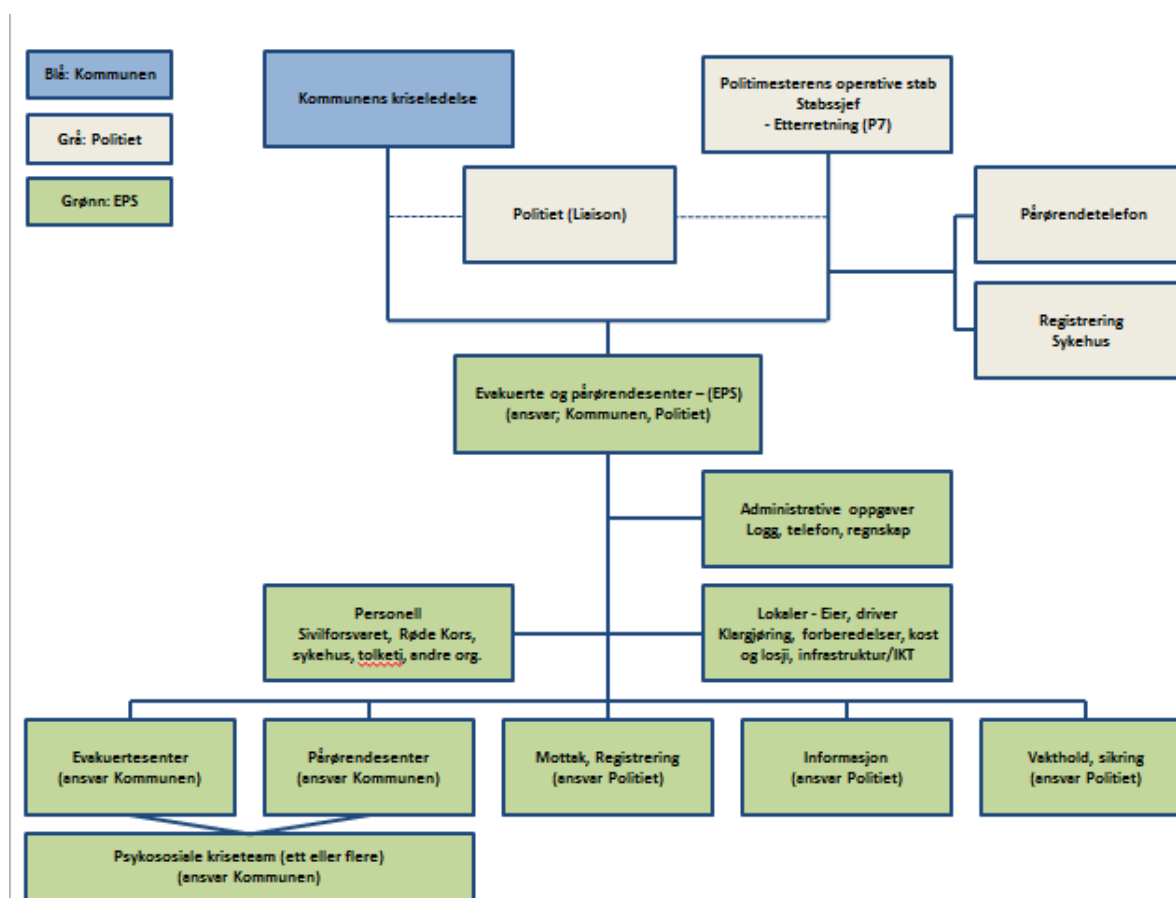 Blå: Kommunen
Grå: Politiet
Grønn: EPS
Kommunens kriseledelse
Politimesterens operative stab
Stabssjef
- Etterretning (P7)
Politiet (Liaison)
Pårørendetelefon
Registrering
Sykehus
Evakuerte og pårørendesenter – (EPS)
(ansvar; Kommunen, Politiet)
Administrative oppgaver
Logg, telefon, regnskap
Personell
Sivilforsvaret, Røde Kors,
sykehus, tolketj, andre org.
Lokaler - Eier, driver
Klargjøring, forberedelser, kost
og losji, infrastruktur/IKT
Evakuertesenter
(ansvar Kommunen)
Pårørendesenter
(ansvar Kommunen)
Mottak, Registrering
(ansvar Politiet)
Informasjon
(ansvar Politiet)
Vakthold, sikring
(ansvar Politiet)
Psykososiale kriseteam (ett eller flere)
(ansvar Kommunen)